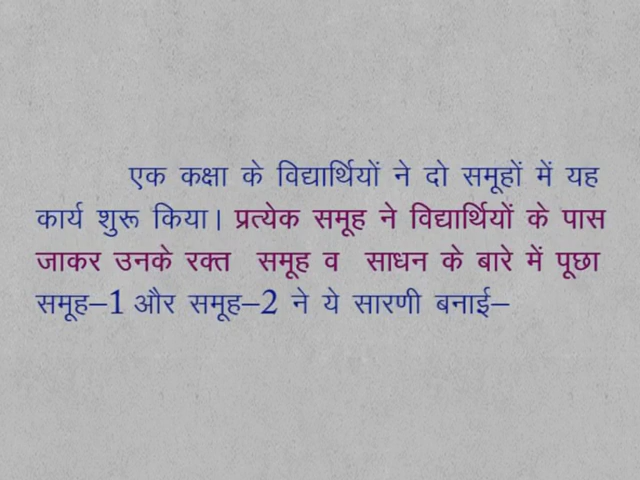 एक कक्षा के विद्यार्थियों ने दो समूहों में यह
कार्य शुरू किया। प्रत्येक समूह ने विद्यार्थियों के पास
जाकर उनके रक्त समूह व साधन के बारे में पूछा
समूह–1 और समूह–2 ने ये सारणी बनाई–